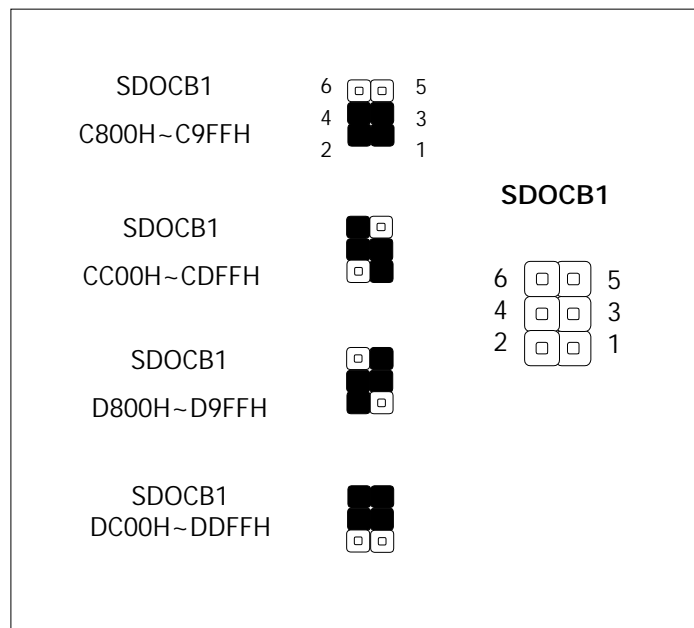 SDOCB1
6 5
4 3
C800H~C9FFH
2 1
SDOCB1
SDOCB1
CC00H~CDFFH
6 5
4 3
2 1
SDOCB1
D800H~D9FFH
SDOCB1
DC00H~DDFFH